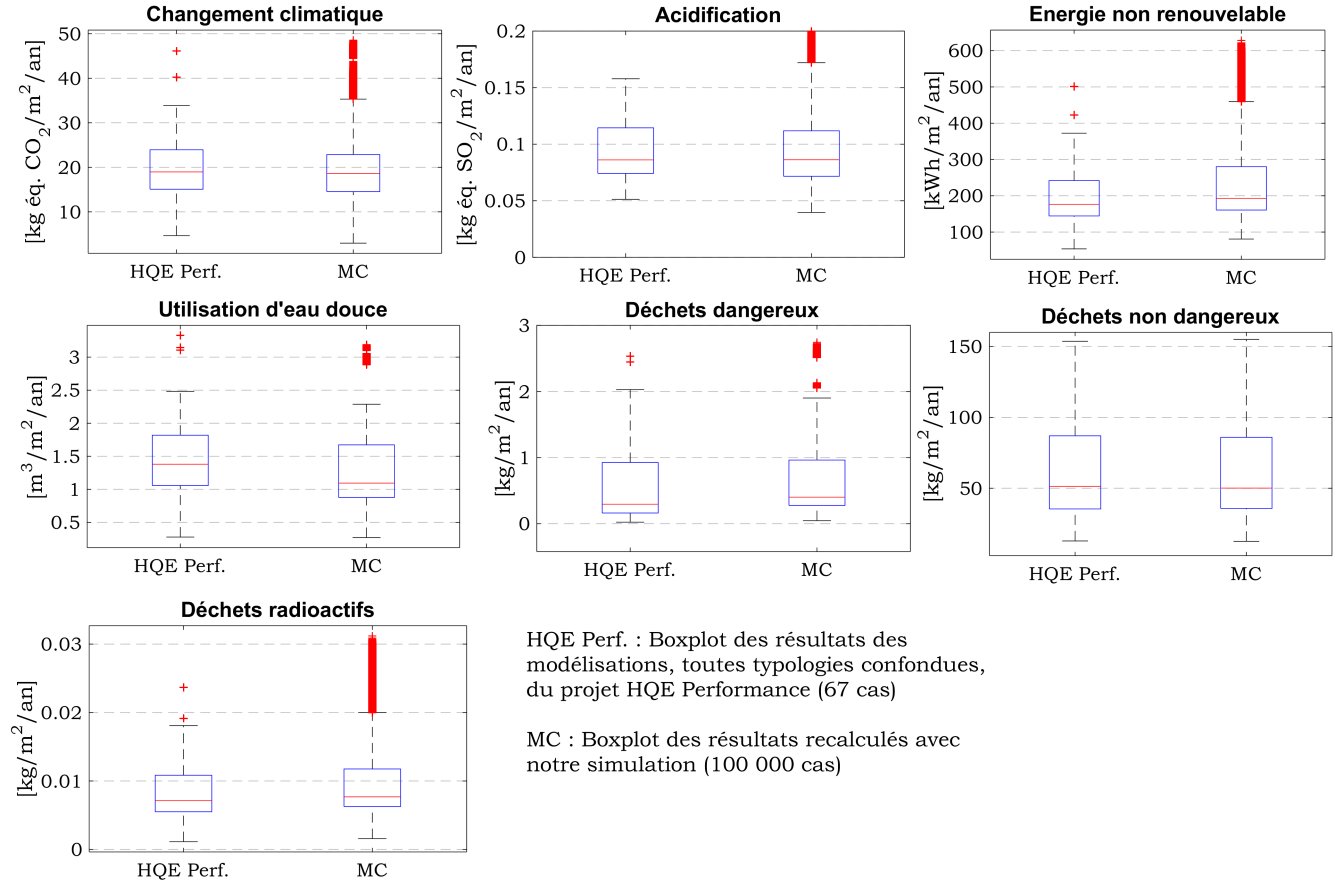 Changement climatique
[kg éq. CO2/m²/an]
50
40
30
20
10
HQE Perf.
MC
Acidification
[kg éq. SO2/m²/an]
0.2
0.15
0.1
0.05
0
HQE Perf.
MC
Energie non renouvelable
[kWh/m²/an]
600
500
400
300
200
100
HQE Perf.
MC
Utilisation d'eau douce
[m³/m²/an]
3
2.5
2
1.5
1
0.5
HQE Perf.
MC
Déchets dangereux
[kg/m²/an]
3
2
1
0
HQE Perf.
MC
Déchets non dangereux
[kg/m²/an]
150
100
50
HQE Perf.
MC
Déchets radioactifs
[kg/m²/an]
0.03
0.02
0.01
0
HQE Perf.
MC
HQE Perf. : Boxplot des résultats des
modélisations, toutes typologies confondues,
du projet HQE Performance (67 cas)
MC : Boxplot des résultats recalculés avec
notre simulation (100 000 cas)